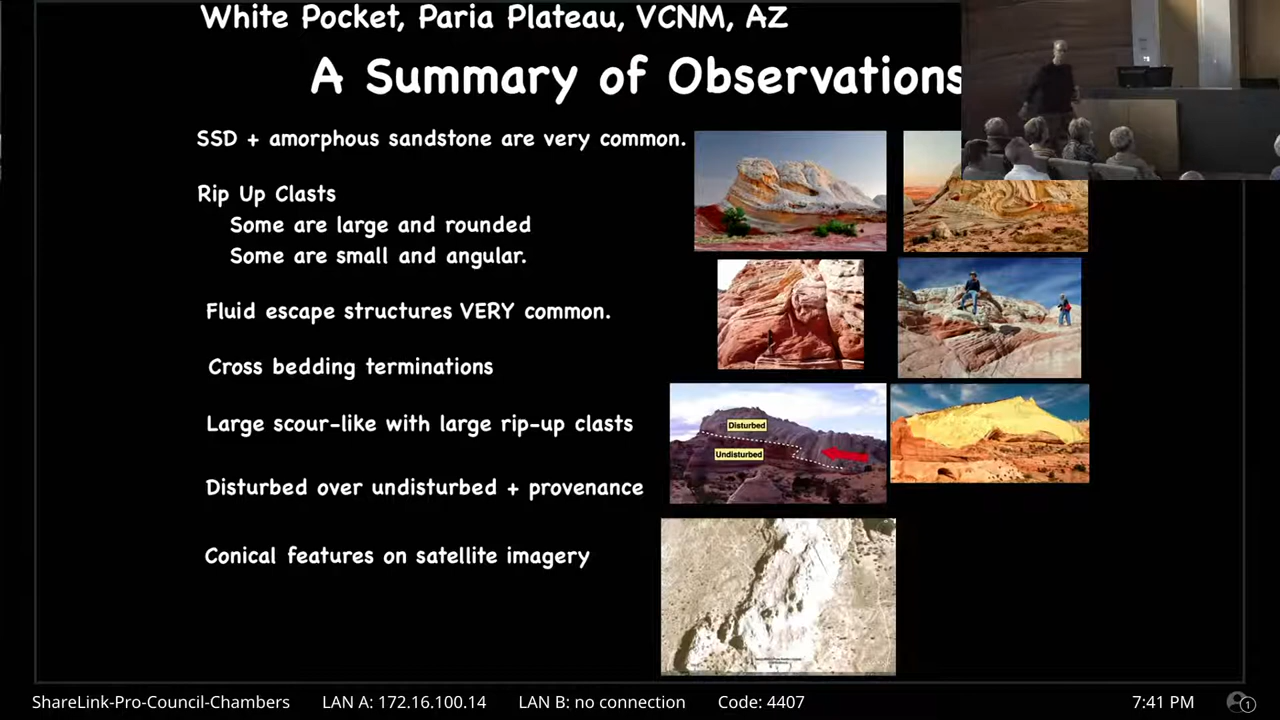 White Pocket, Paria Plateau, VCNM, AZ
A Summary of Observations
SSD + amorphous sandstone are very common.
Rip Up Clasts
Some are large and rounded
Some are small and angular.
Fluid escape structures VERY common.
Cross bedding terminations
Large scour-like with large rip-up clasts
Disturbed
Undisturbed
Disturbed over undisturbed + provenance
Conical features on satellite imagery
ShareLink-Pro-Council-Chambers LAN A: 172.16.100.14 LAN B: no connection Code: 4407 7:41 PM 1